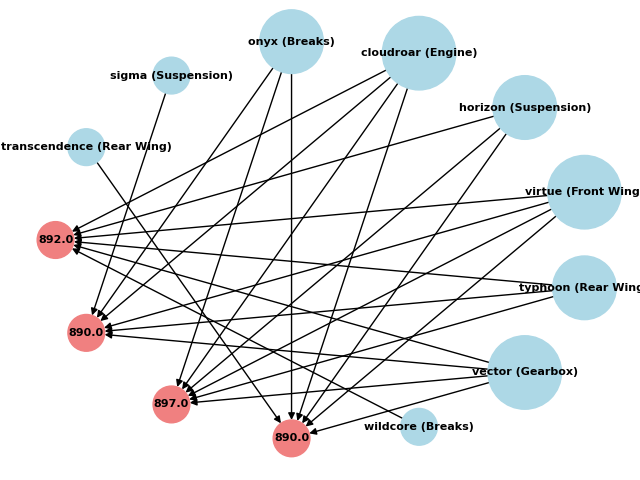 onyx (Breaks)
cloudroar (Engine)
sigma (Suspension)
horizon (Suspension)
transcendence (Rear Wing)
virtue (Front Wing
892.0
typhoon (Rear Wing
890.0
vector (Gearbox)
897.0
wildcore (Breaks)
890.0